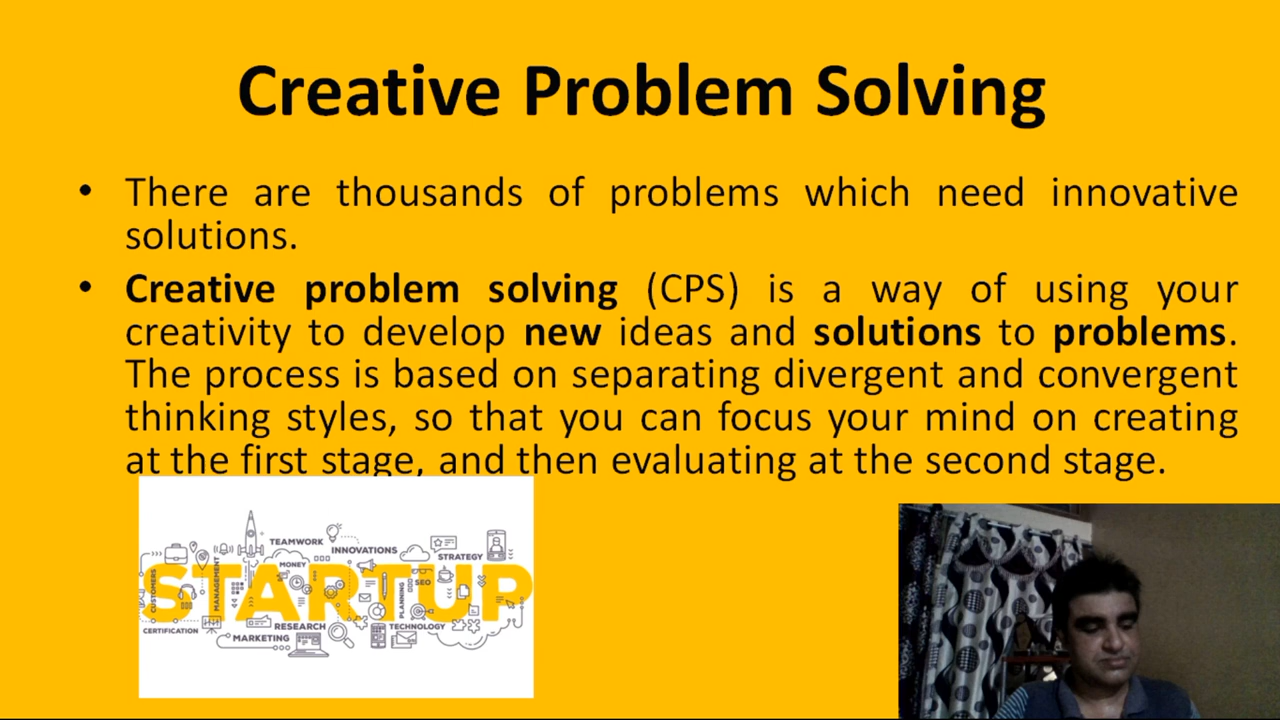 Creative Problem Solving
• There are thousands of problems which need innovative
solutions.
• Creative problem solving (CPS) is a way of using your
creativity to develop new ideas and solutions to problems.
The process is based on separating divergent and convergent
thinking styles, so that you can focus your mind on creating
at the first stage, and then evaluating at the second stage.
TEAMWORK
INNOVATIONS
STRATEGY
MONEY
SEO
CUSTOMERS
MANAGEMENT
STARTUP
PLANNING
CERTIFICATION
RESEARCH
TECHNOLOGY
MARKETING